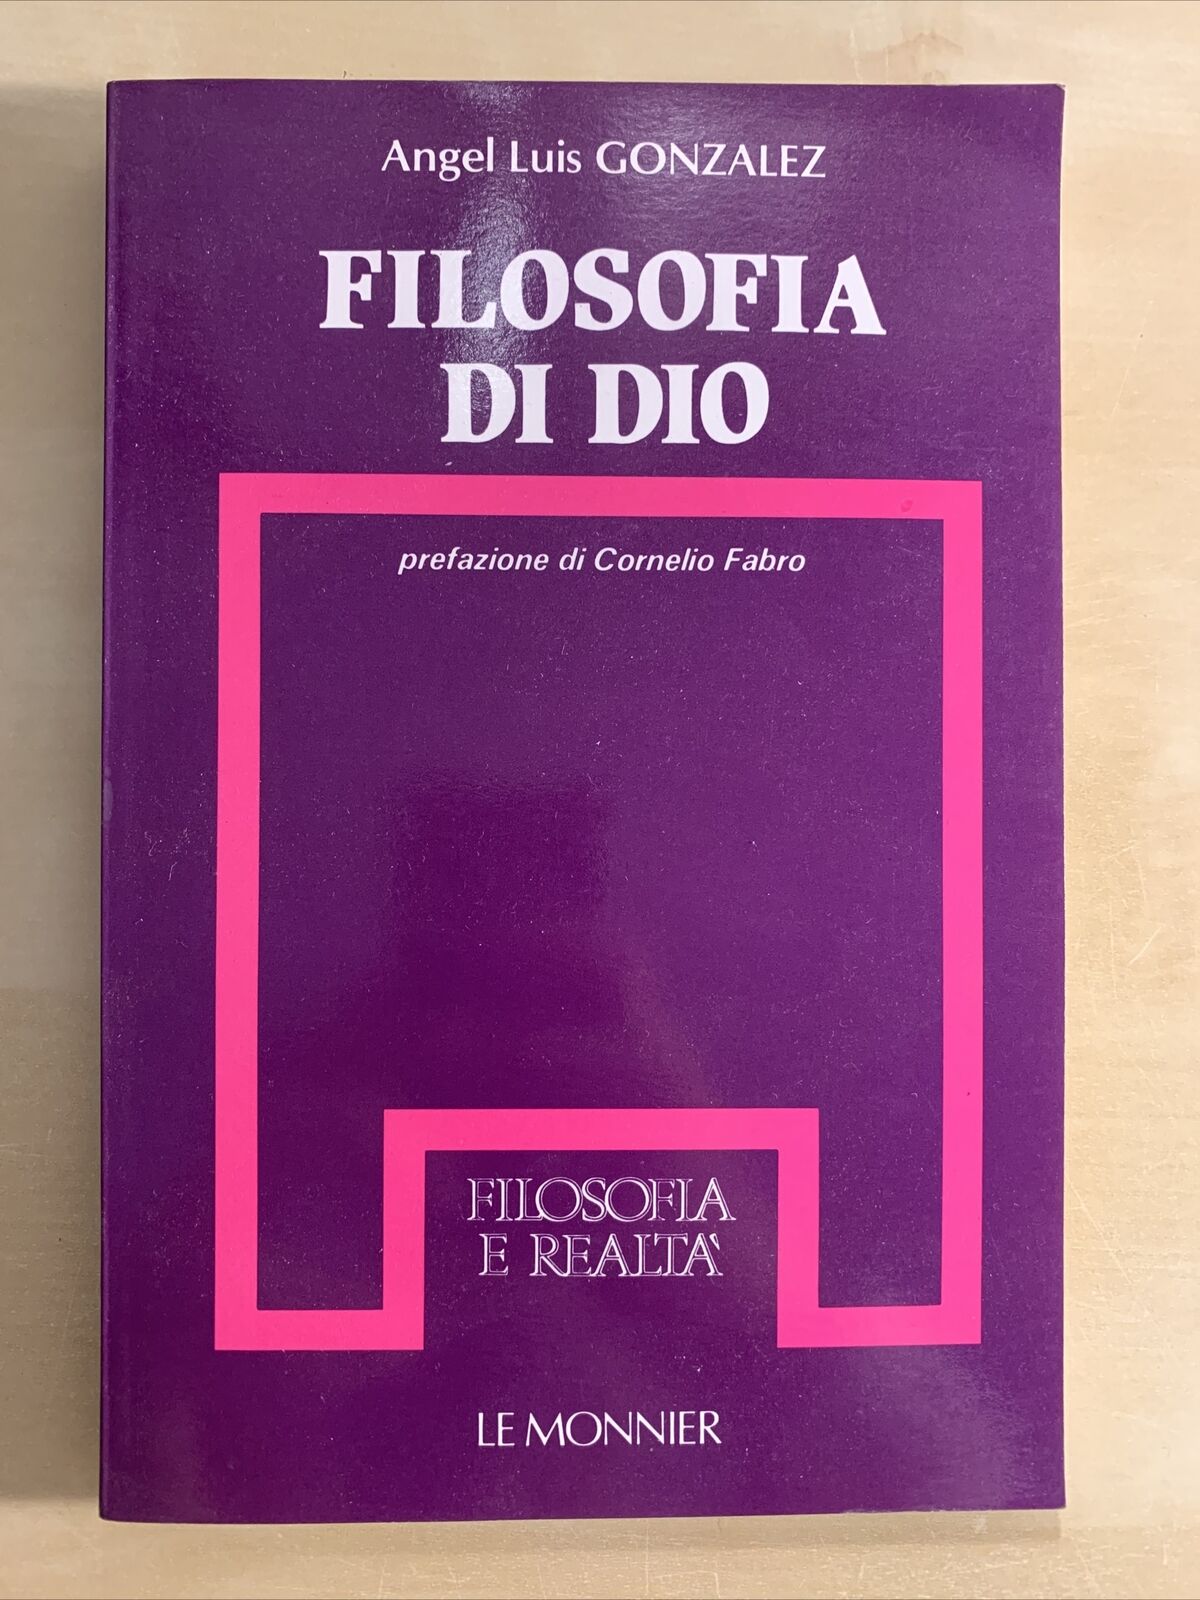 Angel Luis GONZALEZ
FILOSOFIA
DI DIO
prefazione di Cornelio Fabro
FILOSOFIA
E REALTA'
LE MONNIER